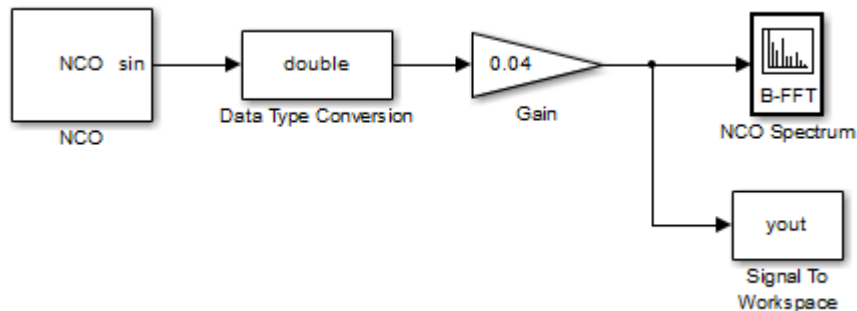 NCO sin
NCO
double
Data Type Conversion
0.04
Gain
B-FFT
NCO Spectrum
yout
Signal To
Workspace